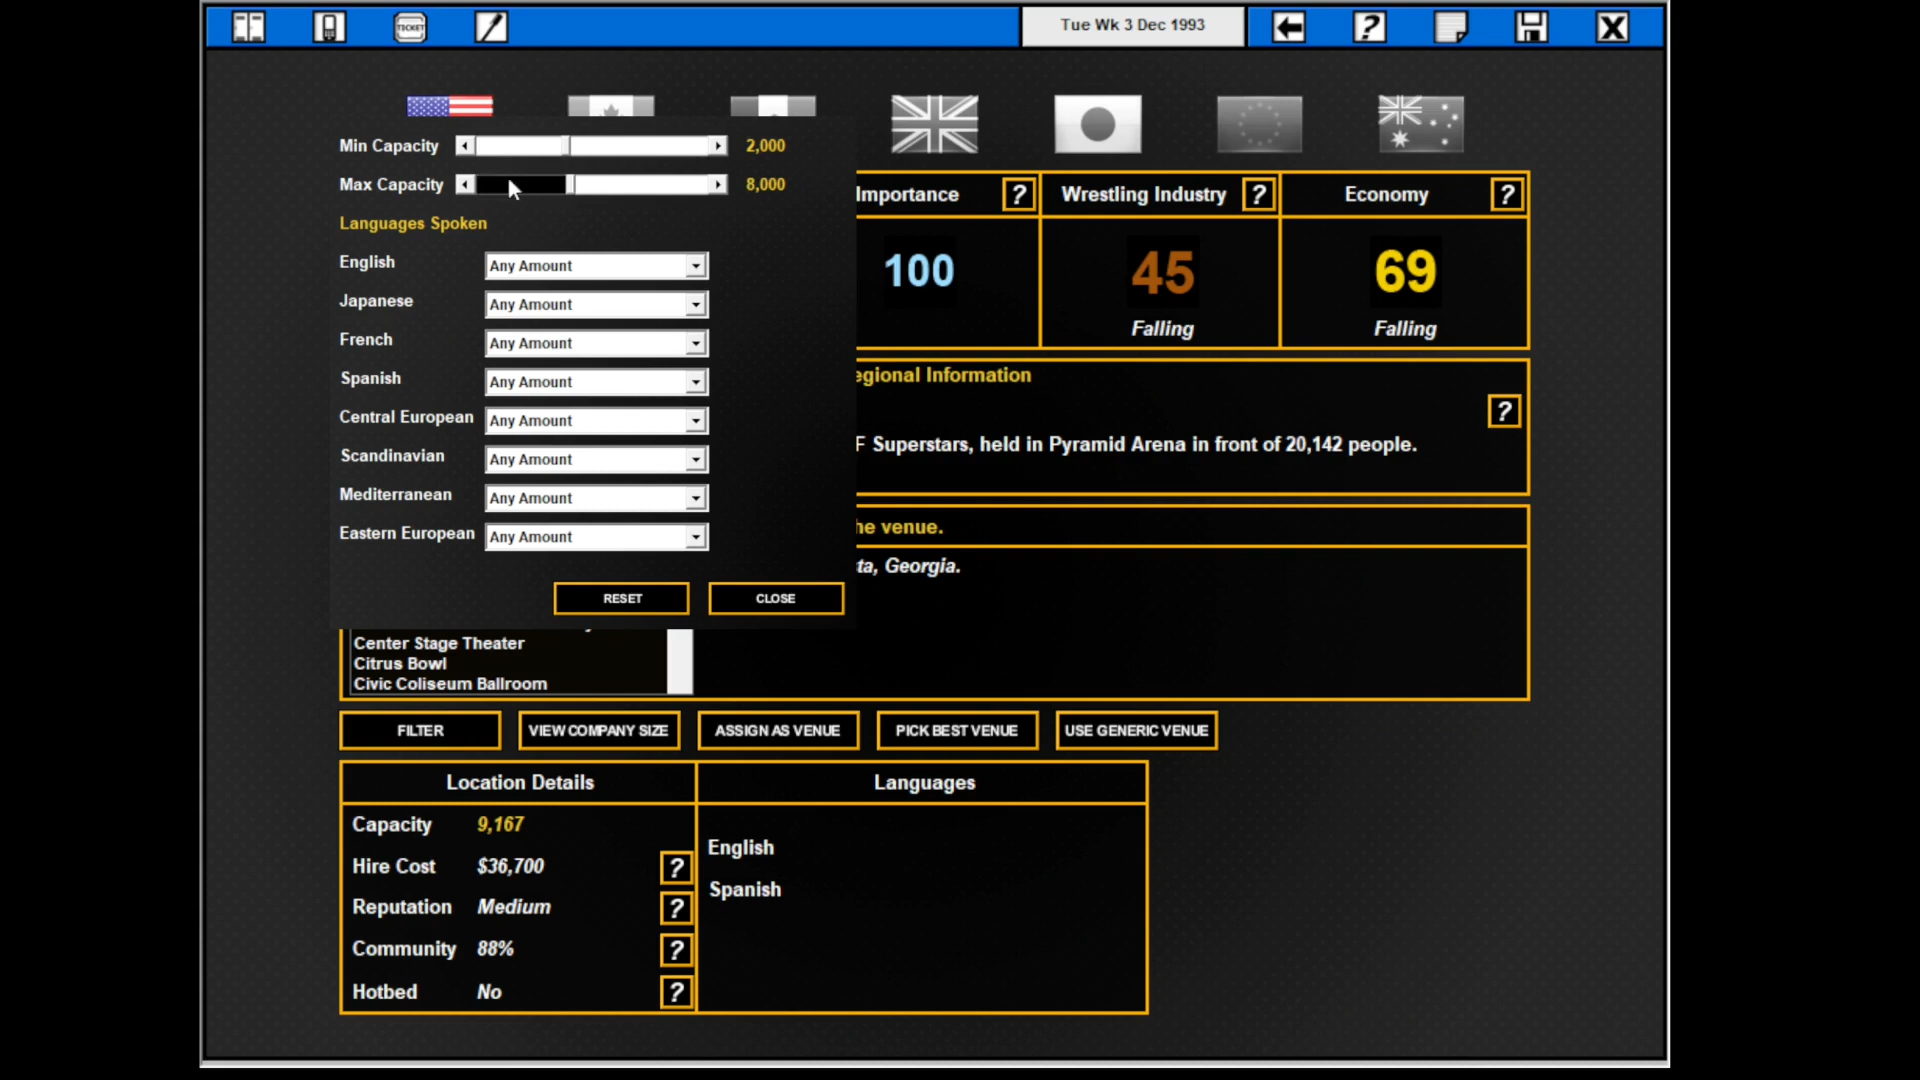 TICKET
Tue Wk 3 Dec 1993
?
X
Min Capacity 2,000
Max Capacity 8,000
Languages Spoken
English Any Amount
Japanese Any Amount
French Any Amount
Spanish Any Amount
Central European Any Amount
Scandinavian Any Amount
Mediterranean Any Amount
Eastern European Any Amount
RESET CLOSE
Importance ? Wrestling Industry ? Economy ?
100 45 69
Falling Falling
egional Information
?
F Superstars, held in Pyramid Arena in front of 20,142 people.
he venue.
ta, Georgia.
Center Stage Theater
Citrus Bowl
Civic Coliseum Ballroom
FILTER VIEW COMPANY SIZE ASSIGN AS VENUE PICK BEST VENUE USE GENERIC VENUE
Location Details Languages
Capacity 9,167
Hire Cost $36,700 ?
Reputation Medium ?
Community 88% ?
Hotbed No ?
English
Spanish